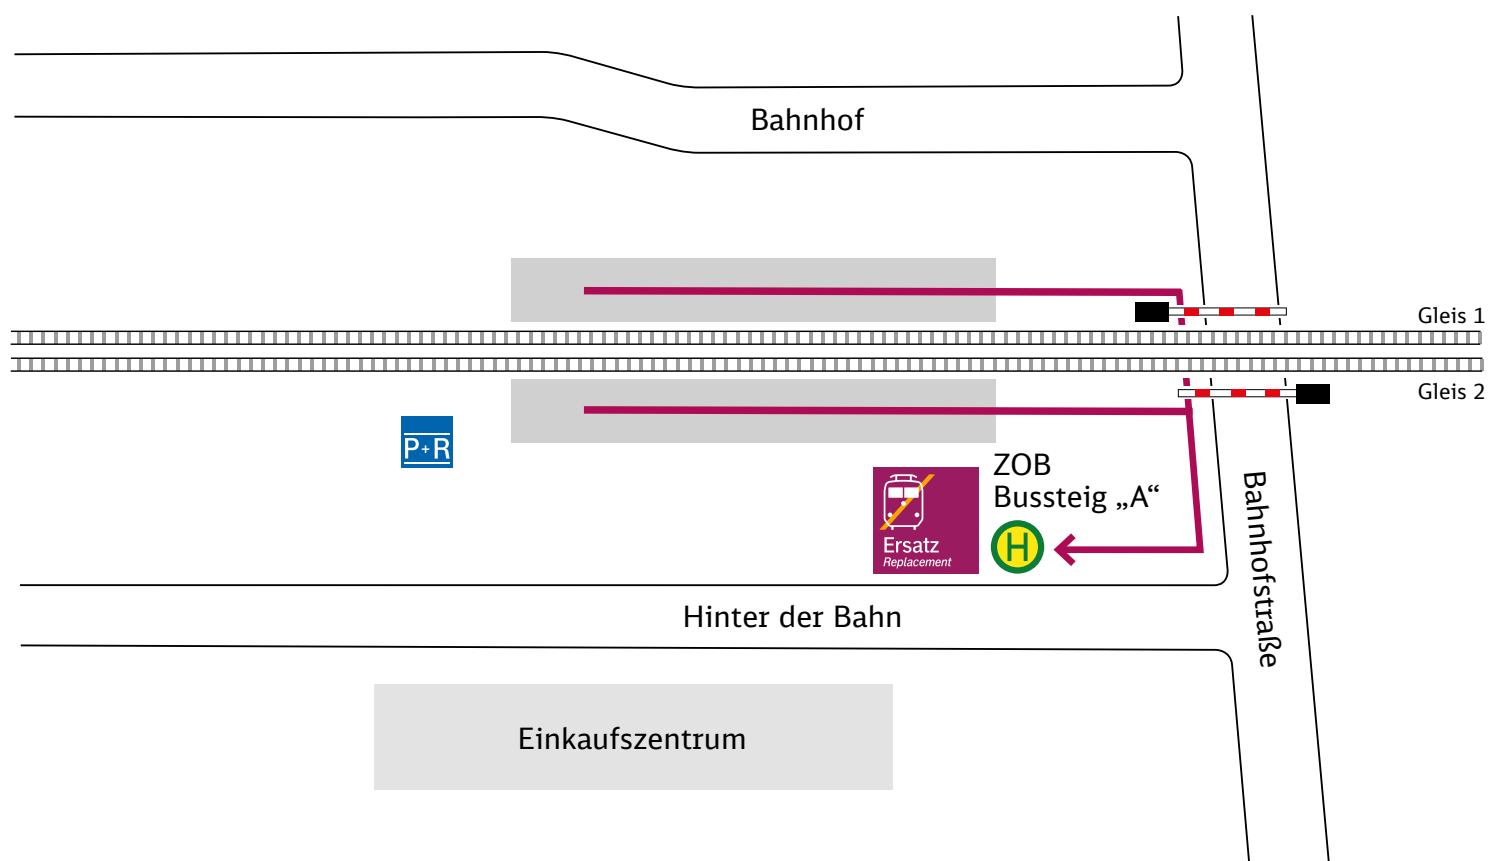 Bahnhof
Gleis 1
Gleis 2
P+R
ZOB
Bussteig „A“
Ersatz
Replacement
H
Bahnhofstraße
Hinter der Bahn
Einkaufszentrum